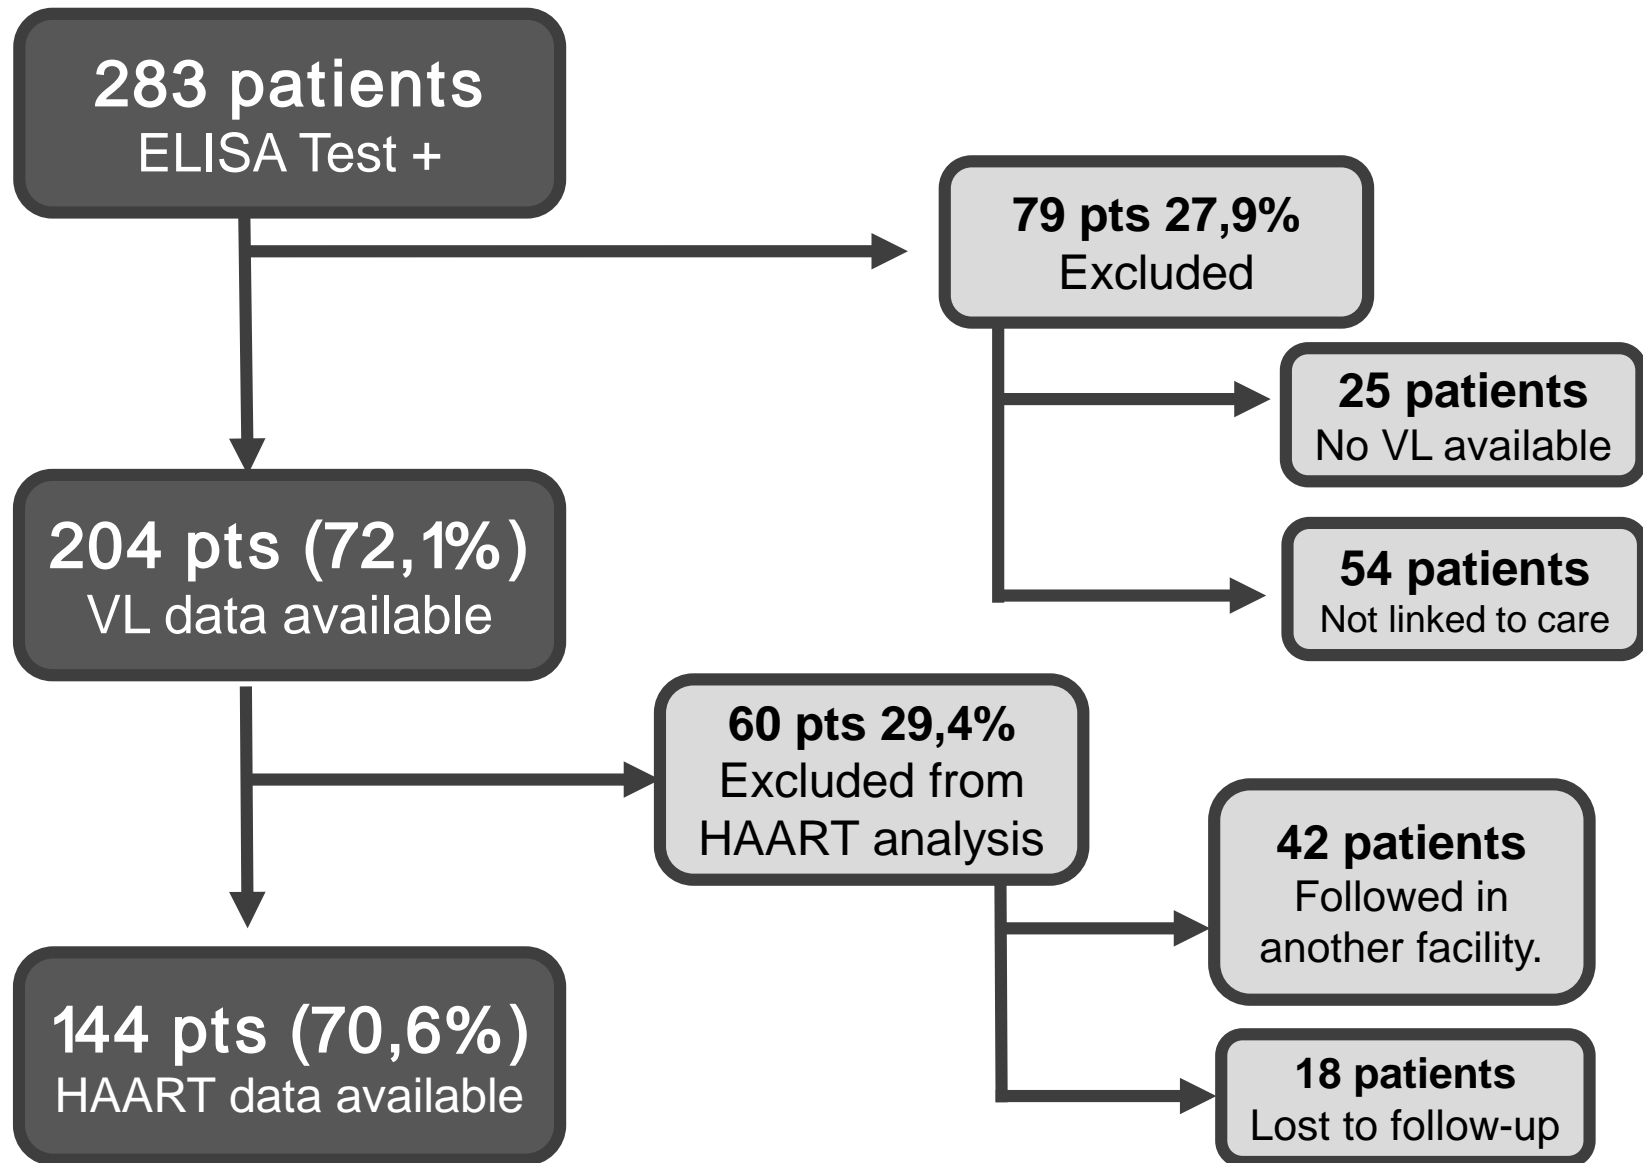 283 patients
ELISA Test +
79 pts 27,9%
Excluded
25 patients
No VL available
54 patients
Not linked to care
204 pts (72,1%)
VL data available
60 pts 29,4%
Excluded from
HAART analysis
42 patients
Followed in
another facility.
144 pts (70,6%)
HAART data available
18 patients
Lost to follow-up